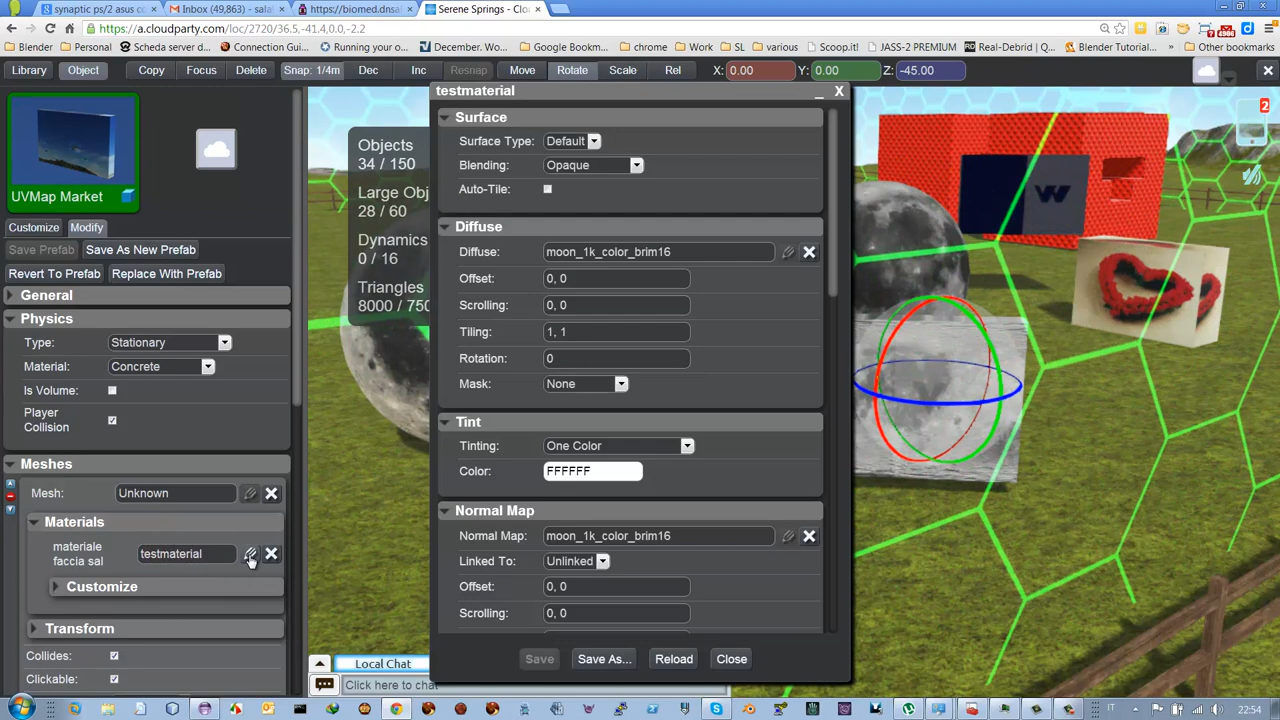 synaptic ps/2 asus co
Inbox (49,863) - sala
https://biomed.dnsal
Serene Springs - Clou
https://a.cloudparty.com/loc/2720/36.5,-41.4,0.0,-2.2
Blender Personal Scheda server di Connection Gui... Running your o... December. Wo... Google Bookm... chrome Work SL various Scoop.it! JASS-2 PREMIUM Real-Debrid | Q... Blender Tutorial... Other bookmarks
Library Object Copy Focus Delete Snap: 1/4m Dec Inc Resnap Move Rotate Scale Rel X: 0.00 Y: 0.00 Z: -45.00
UVMap Market
Customize Modify
Save Prefab Save As New Prefab
Revert To Prefab Replace With Prefab
General
Physics
Type: Stationary
Material: Concrete
Is Volume:
Player Collision
Meshes
Mesh: Unknown
Materials
materiale faccia sal testmaterial
Customize
Transform
Collides:
Clickable:
Objects
34 / 150
Large Obj
28 / 60
Dynamics
0 / 16
Triangles
8000 / 750
testmaterial _ X
Surface
Surface Type: Default
Blending: Opaque
Auto-Tile:
Diffuse
Diffuse: moon_1k_color_brim16
Offset: 0, 0
Scrolling: 0, 0
Tiling: 1, 1
Rotation: 0
Mask: None
Tint
Tinting: One Color
Color: FFFFFF
Normal Map
Normal Map: moon_1k_color_brim16
Linked To: Unlinked
Offset: 0, 0
Scrolling: 0, 0
Save Save As... Reload Close
Local Chat
Click here to chat
W
2
IT 22:54